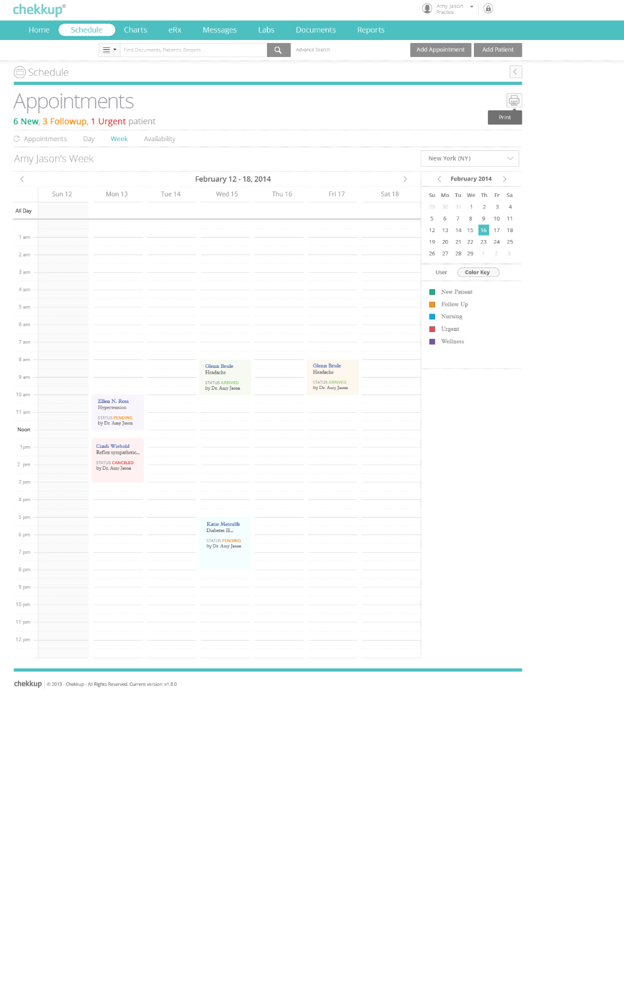 chekkup®
Amy Jason
Practice
Home Schedule Charts eRx Messages Labs Documents Reports
Find Documents, Patients, Reoprts ... Advance Search Add Appointment Add Patient
Schedule
Appointments
6 New, 3 Followup, 1 Urgent patient
Print
Appointments Day Week Availability
Amy Jason's Week
New York (NY)
February 12 - 18, 2014
Sun 12 Mon 13 Tue 14 Wed 15 Thu 16 Fri 17 Sat 18
All Day
1 am
2 am
3 am
4 am
5 am
6 am
7 am
8 am
9 am
10 am
11 am
Noon
1pm
2 pm
3 pm
4 pm
5 pm
6 pm
7 pm
8 pm
9 pm
10 pm
11 pm
12 pm
Ellen N. Ross
Hypertension
STATUS PENDING
by Dr. Amy Jason
Cindi Wiebold
Reflex sympathetic...
STATUS CANCELED
by Dr. Amy Jason
Glenn Brule
Headache
STATUS ARRIVED
by Dr. Amy Jason
Katie Metcalfe
Diabetes II...
STATUS PENDING
by Dr. Amy Jason
Glenn Brule
Headache
STATUS ARRIVED
by Dr. Amy Jason
February 2014
Su Mo Tu We Th Fr Sa
29 30 31 1 2 3 4
5 6 7 8 9 10 11
12 13 14 15 16 17 18
19 20 21 22 23 24 25
26 27 28 29 1 2 3
User Color Key
New Patient
Follow Up
Nursing
Urgent
Wellness
chekkup © 2013 - Chekkup - All Rights Reserved. Current version: v1.8.0